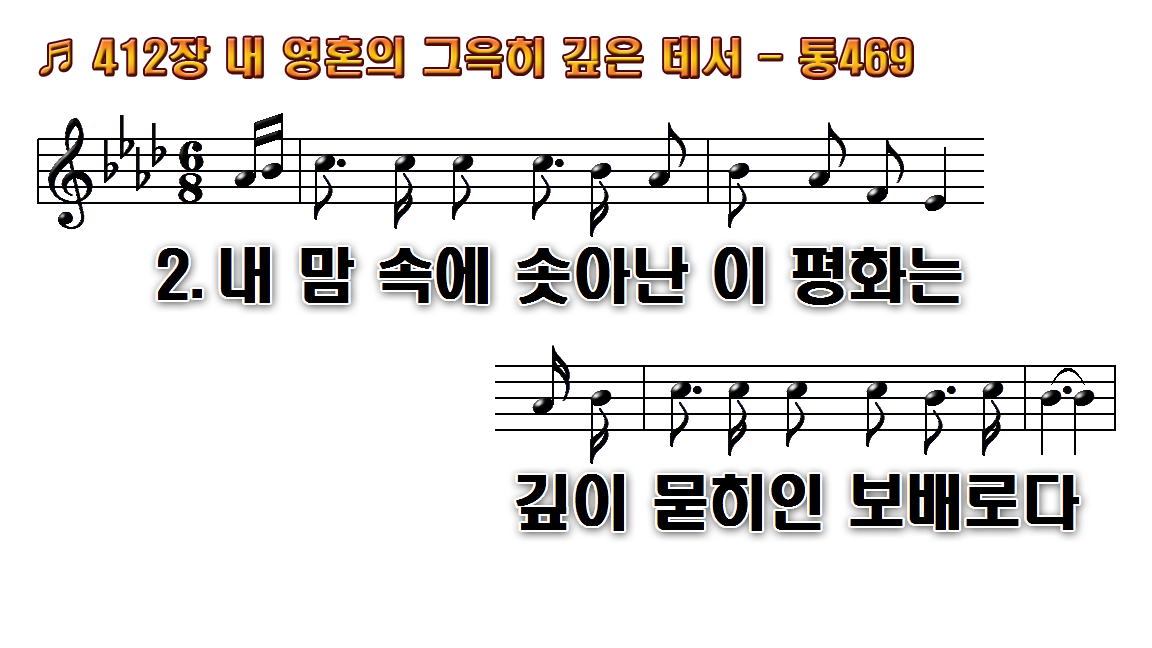 ♬ 412장 내 영혼의 그윽히 깊은 데서 - 통469
2. 내 맘 속에 솟아난 이 평화는
깊이 묻히인 보배로다